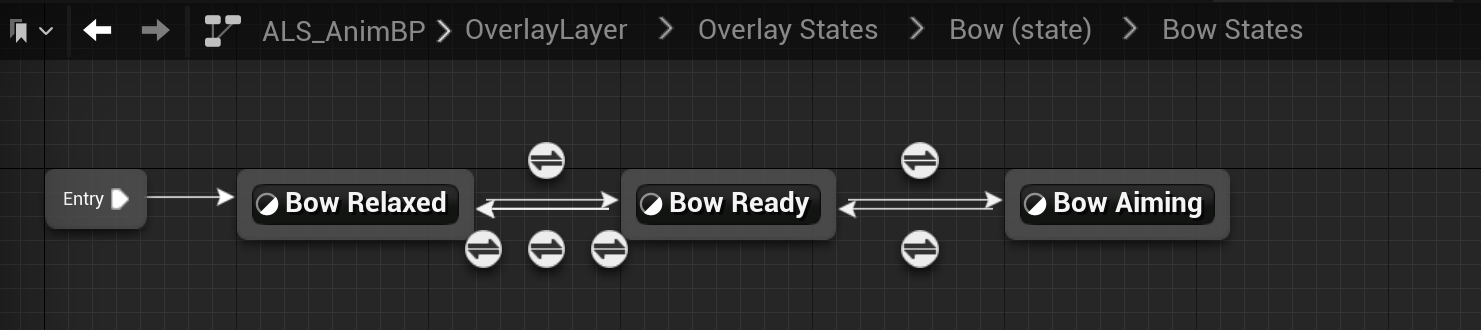 ALS_AnimBP > OverlayLayer > Overlay States > Bow (state) > Bow States
Entry
Bow Relaxed
Bow Ready
Bow Aiming